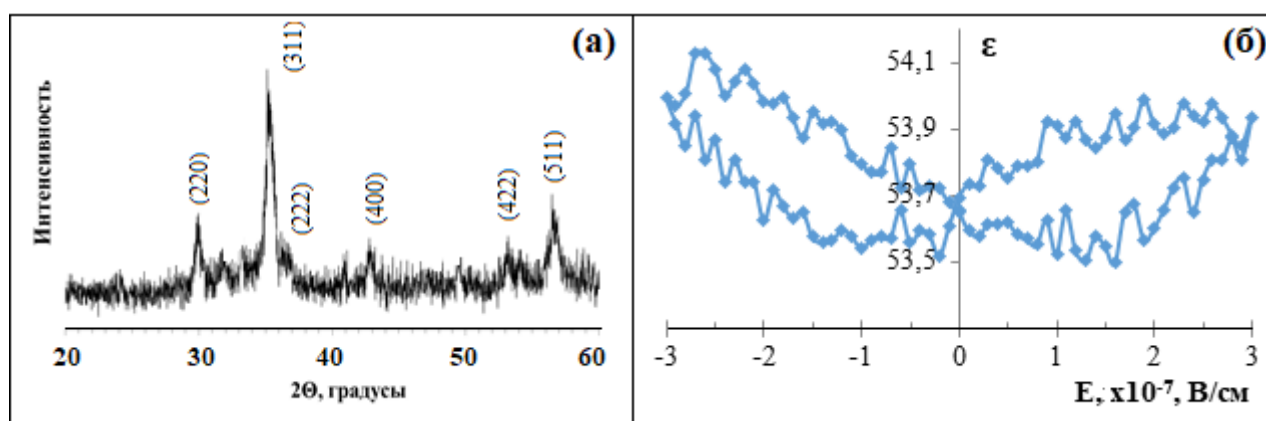 (а)
Интенсивность
(220)
(311)
(222)
(400)
(422)
(511)
20 30 40 50 60
2Θ, градусы
(б)
ε
54,1
53,9
53,7
53,5
-3 -2 -1 0 1 2 3
E, x10⁻⁷, В/см